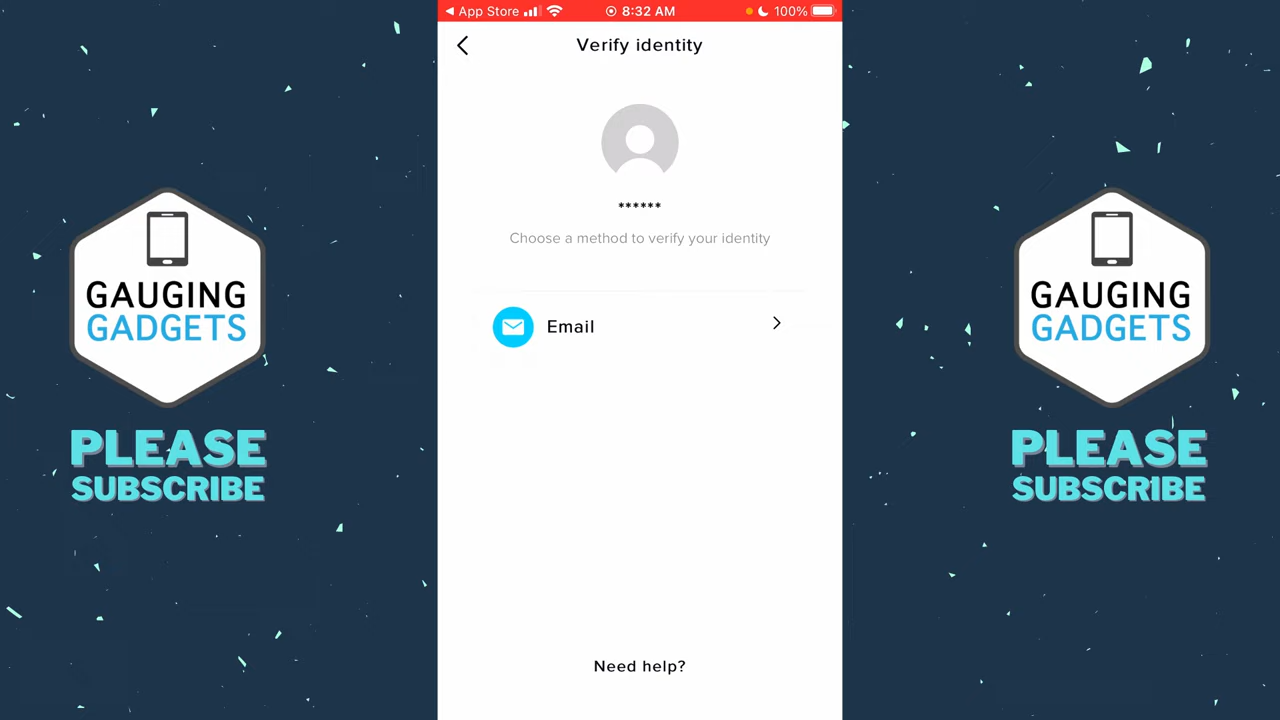 App Store
8:32 AM
100%
Verify identity
******
Choose a method to verify your identity
Email
Need help?
GAUGING
GADGETS
PLEASE
SUBSCRIBE
GAUGING
GADGETS
PLEASE
SUBSCRIBE